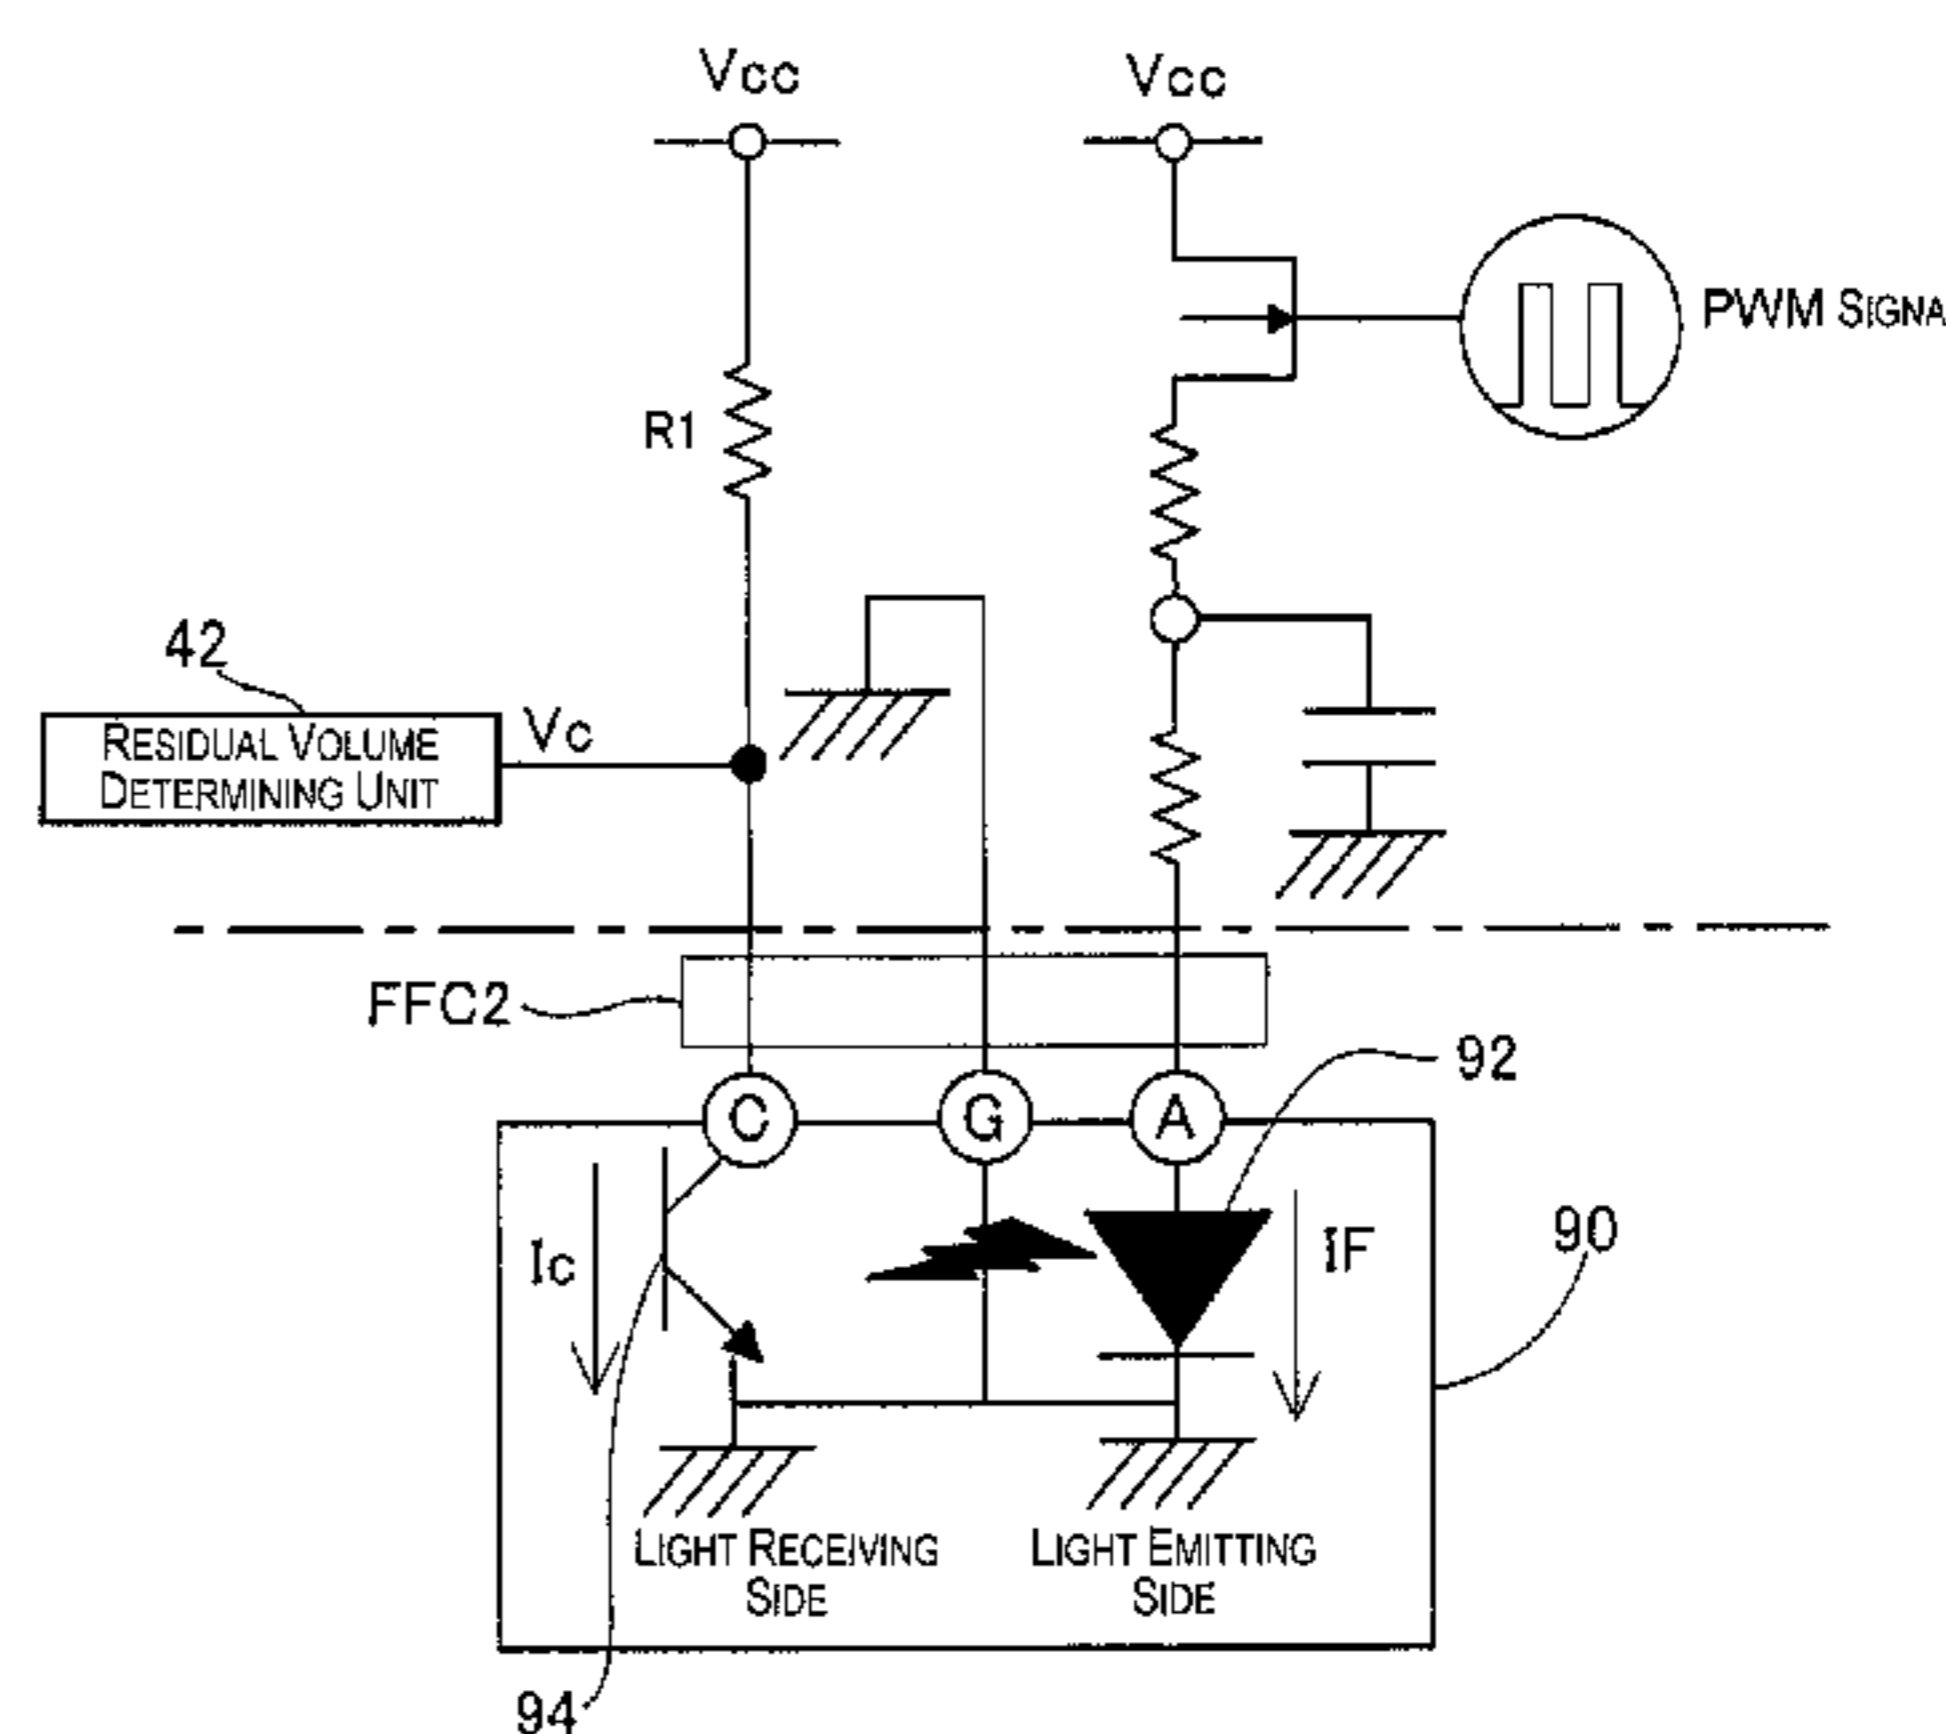 Vcc
Vcc
PWM SIGNA
R1
42
Vc
RESIDUAL VOLUME
DETERMINING UNIT
FFC2
92
C
G
A
90
Ic
IF
LIGHT RECEIVING
SIDE
LIGHT EMITTING
SIDE
94